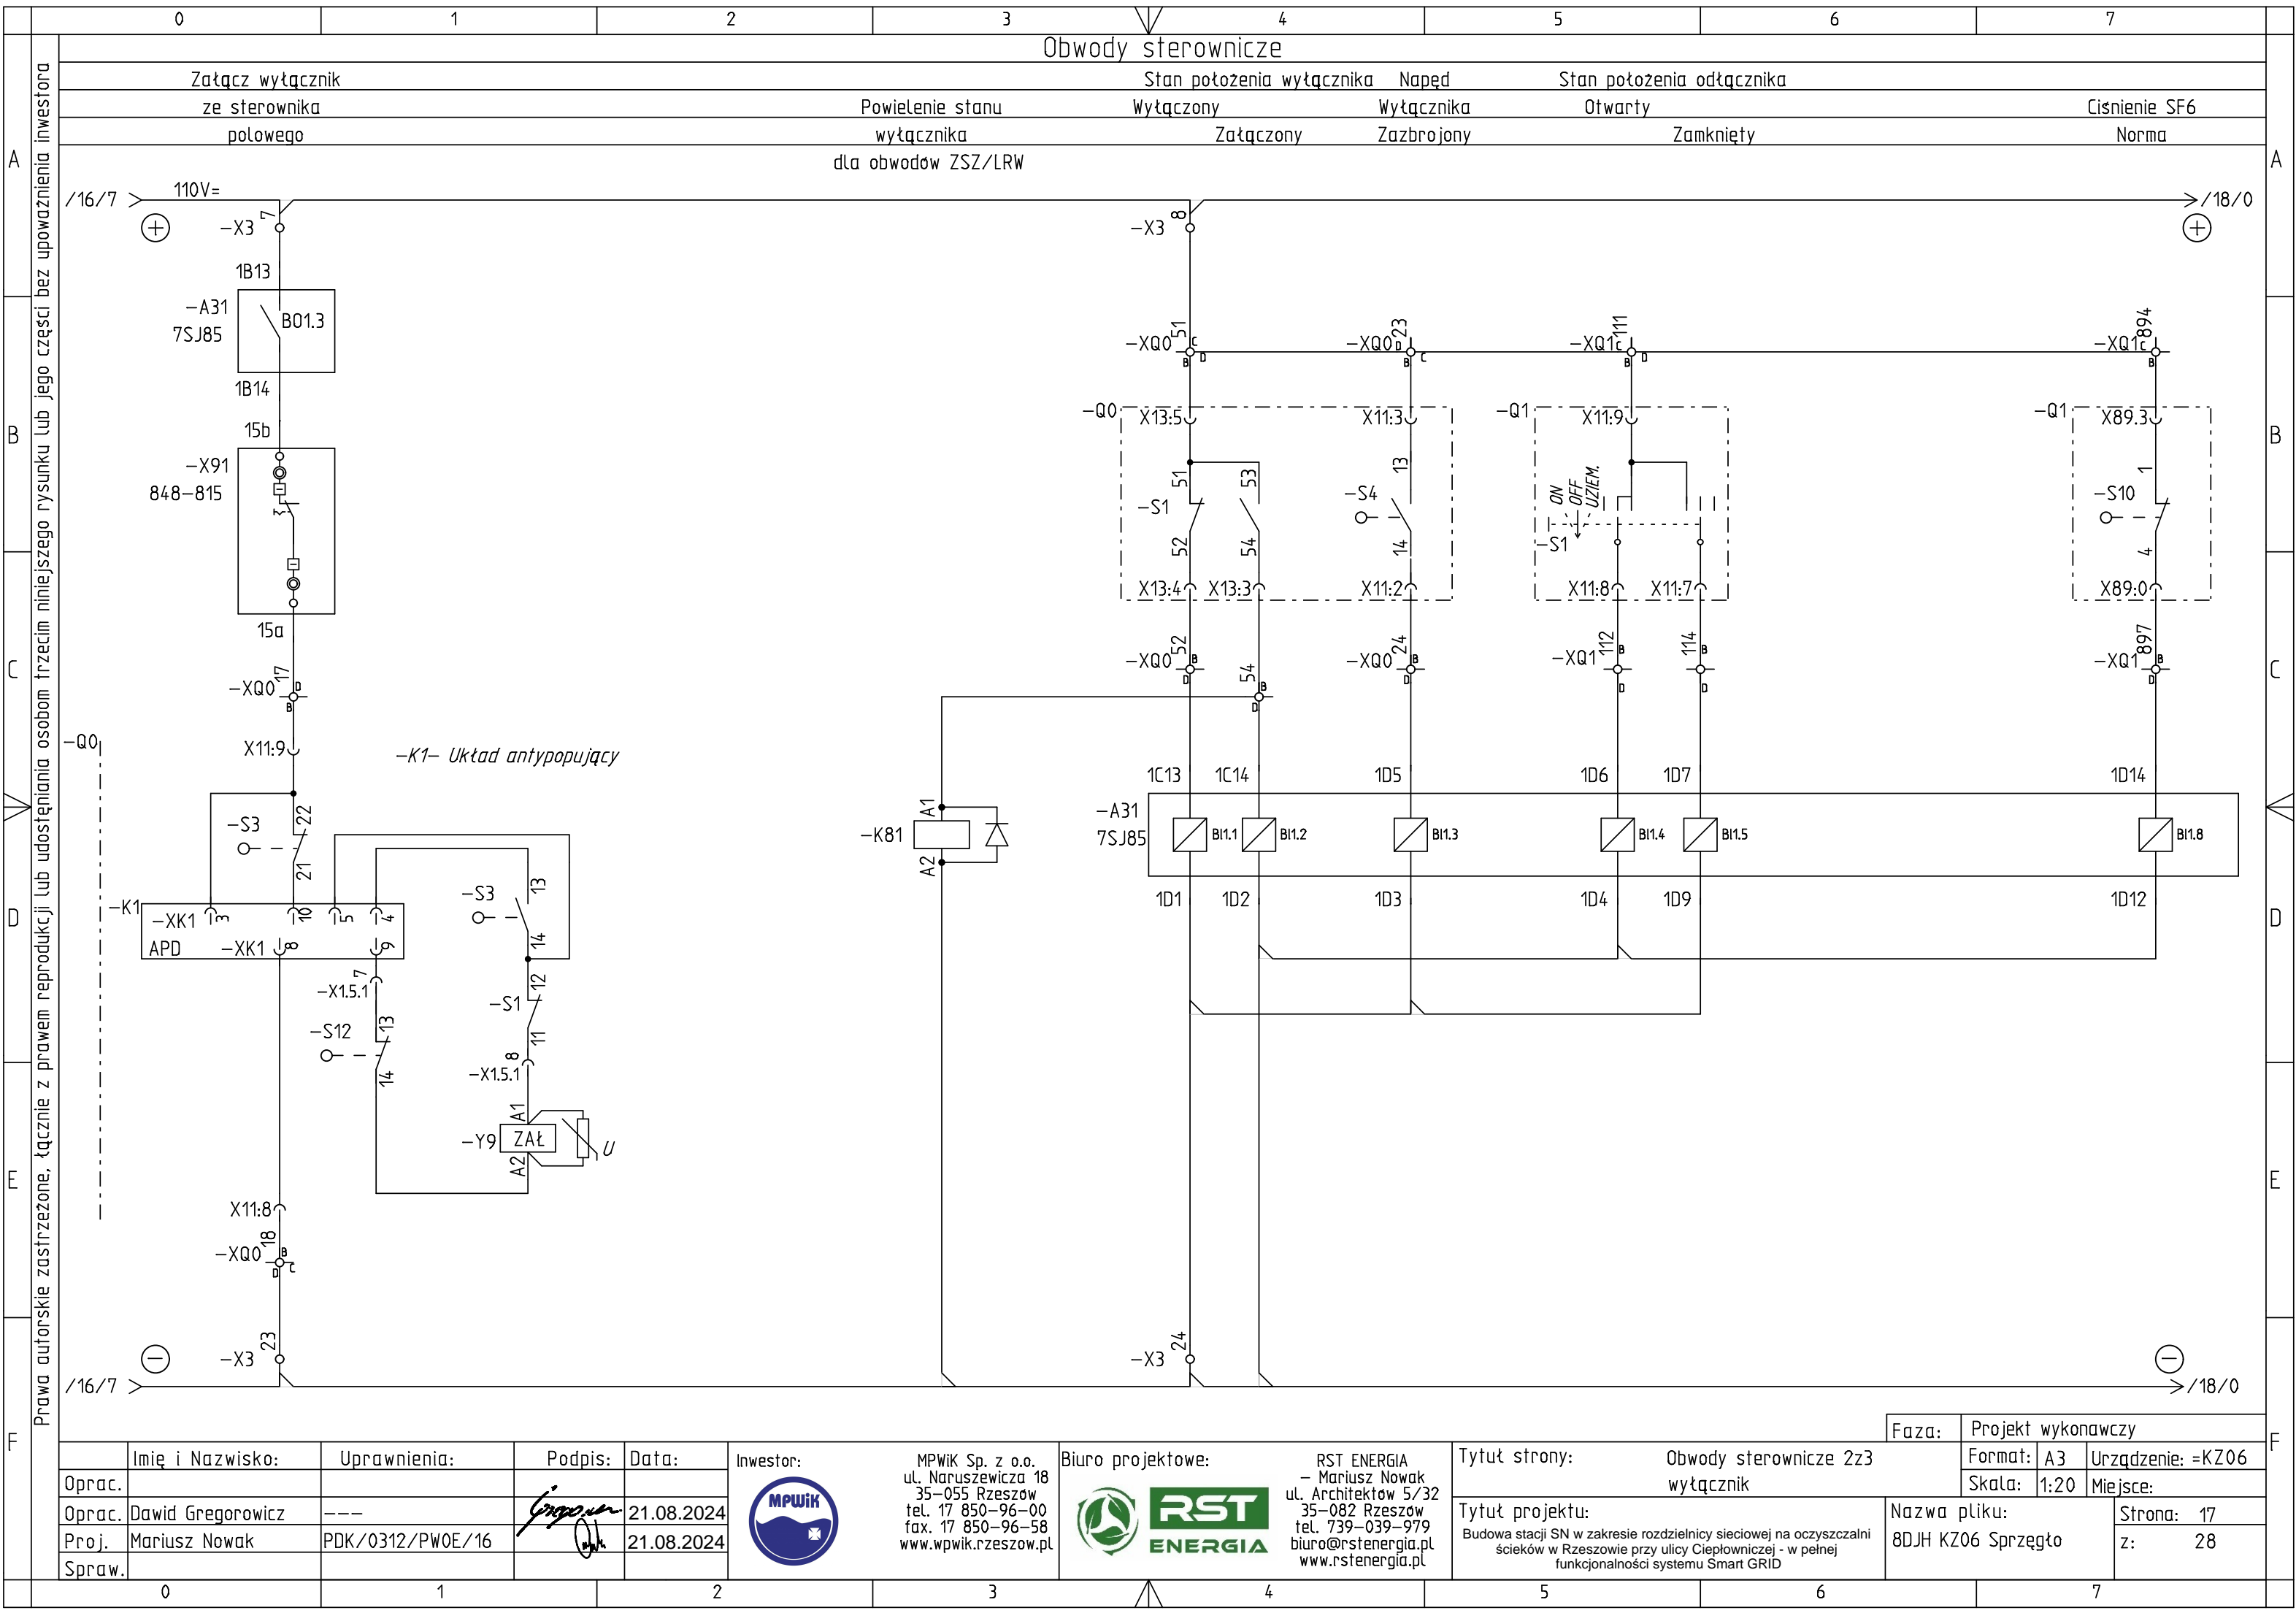 0 1 2 3 4 5 6 7
Obwody sterownicze
Załącz wyłącznik
ze sterownika
polowego
Powielenie stanu
wyłącznika
dla obwodów ZSZ/LRW
Stan położenia wyłącznika
Wyłączony
Załączony
Napęd
Wyłącznika
Zazbrojony
Stan położenia odłącznika
Otwarty
Zamknięty
Ciśnienie SF6
Norma
A
B
C
D
E
F
Prawa autorskie zastrzeżone, łącznie z prawem reprodukcji lub udostęniania osobom trzecim niniejszego rysunku lub jego części bez upoważnienia inwestora
/16/7
110V=
+
-X3
7
1B13
-A31
7SJ85
BO1.3
1B14
15b
-X91
848-815
15a
17
-XQ0
D
B
-Q0
X11:9
-K1- Układ antypopujący
-S3
22
21
-K1
-XK1
3
10
5
4
APD
-XK1
8
9
7
-X1.5.1
-S12
13
14
-S3
13
14
12
-S1
11
8
-X1.5.1
A1
-Y9
ZAŁ
A2
U
X11:8
18
-XQ0
B
D
C
23
-X3
-
/16/7
-K81
A1
A2
-X3
8
/18/0
+
-XQ0
51
C
B
D
-XQ0
23
D
B
C
-XQ1
111
C
B
D
-XQ1
894
C
B
-Q0
X13:5
X11:3
51
53
-S1
52
54
-S4
13
14
X13:4
X13:3
X11:2
-Q1
X11:9
ON
OFF
UZIEM.
-S1
X11:8
X11:7
-Q1
X89.3
1
-S10
4
X89:0
-XQ0
52
B
D
54
B
D
-XQ0
24
B
D
-XQ1
112
B
D
114
B
D
-XQ1
897
B
D
1C13
1C14
1D5
1D6
1D7
1D14
-A31
7SJ85
BI1.1
BI1.2
BI1.3
BI1.4
BI1.5
BI1.8
1D1
1D2
1D3
1D4
1D9
1D12
24
-X3
-
/18/0
A
B
C
D
E
F
Faza: Projekt wykonawczy
Imię i Nazwisko: Uprawnienia: Podpis: Data:
Oprac.
Oprac. Dawid Gregorowicz --- 21.08.2024
Proj. Mariusz Nowak PDK/0312/PWOE/16 21.08.2024
Spraw.
Inwestor:
MPWiK
MPWiK Sp. z o.o.
ul. Naruszewicza 18
35-055 Rzeszów
tel. 17 850-96-00
fax. 17 850-96-58
www.wpwik.rzeszow.pl
Biuro projektowe:
RST
ENERGIA
RST ENERGIA
- Mariusz Nowak
ul. Architektów 5/32
35-082 Rzeszów
tel. 739-039-979
biuro@rstenergia.pl
www.rstenergia.pl
Tytuł strony: Obwody sterownicze 2z3
wyłącznik
Tytuł projektu:
Budowa stacji SN w zakresie rozdzielnicy sieciowej na oczyszczalni
ścieków w Rzeszowie przy ulicy Ciepłowniczej - w pełnej
funkcjonalności systemu Smart GRID
Format: A3
Urządzenie: =KZ06
Skala: 1:20
Miejsce:
Nazwa pliku:
8DJH KZ06 Sprzęgło
Strona: 17
z: 28
0 1 2 3 4 5 6 7